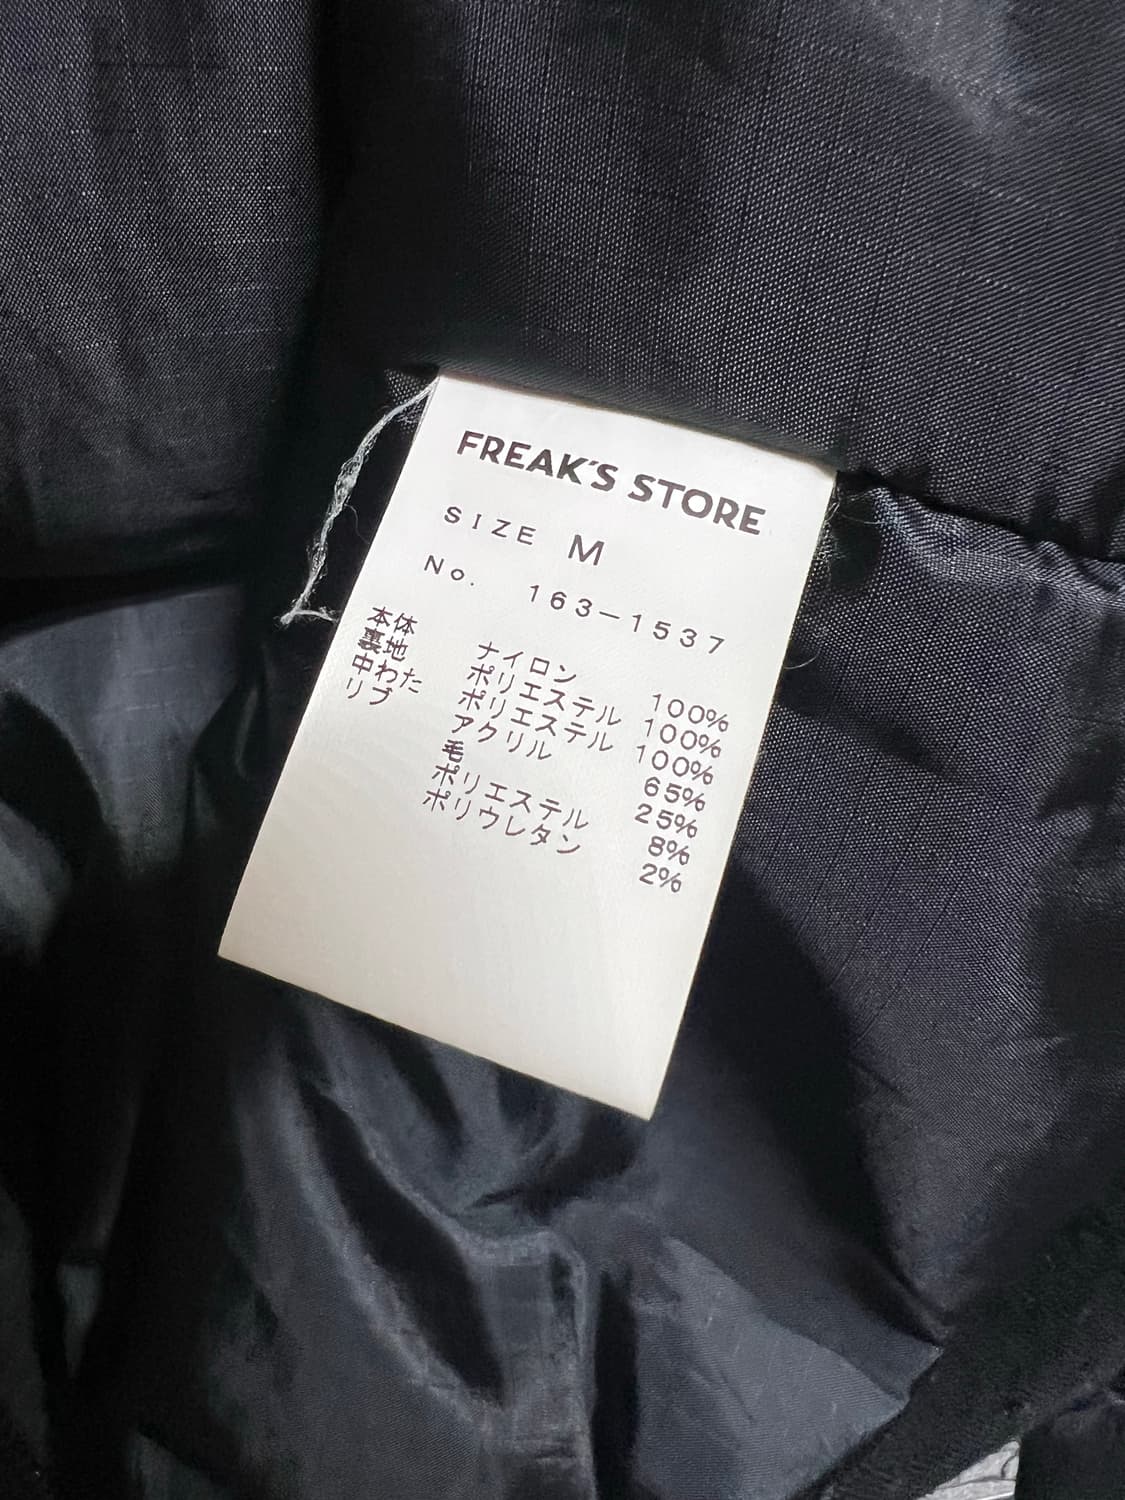 FREAK'S STORE
SIZE M
No. 163-1537
本体 ナイロン 100%
裏地 ポリエステル 100%
中わた ポリエステル 100%
リブ アクリル 65%
毛 25%
ポリエステル 8%
ポリウレタン 2%